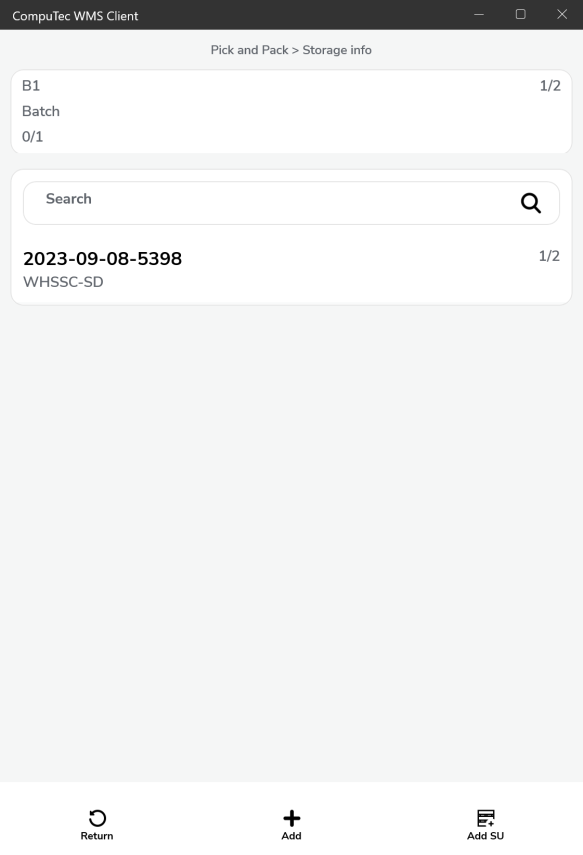 CompuTec WMS Client
Pick and Pack > Storage info
B1 1/2
Batch
0/1
Search
2023-09-08-5398 1/2
WHSSC-SD
Return Add Add SU